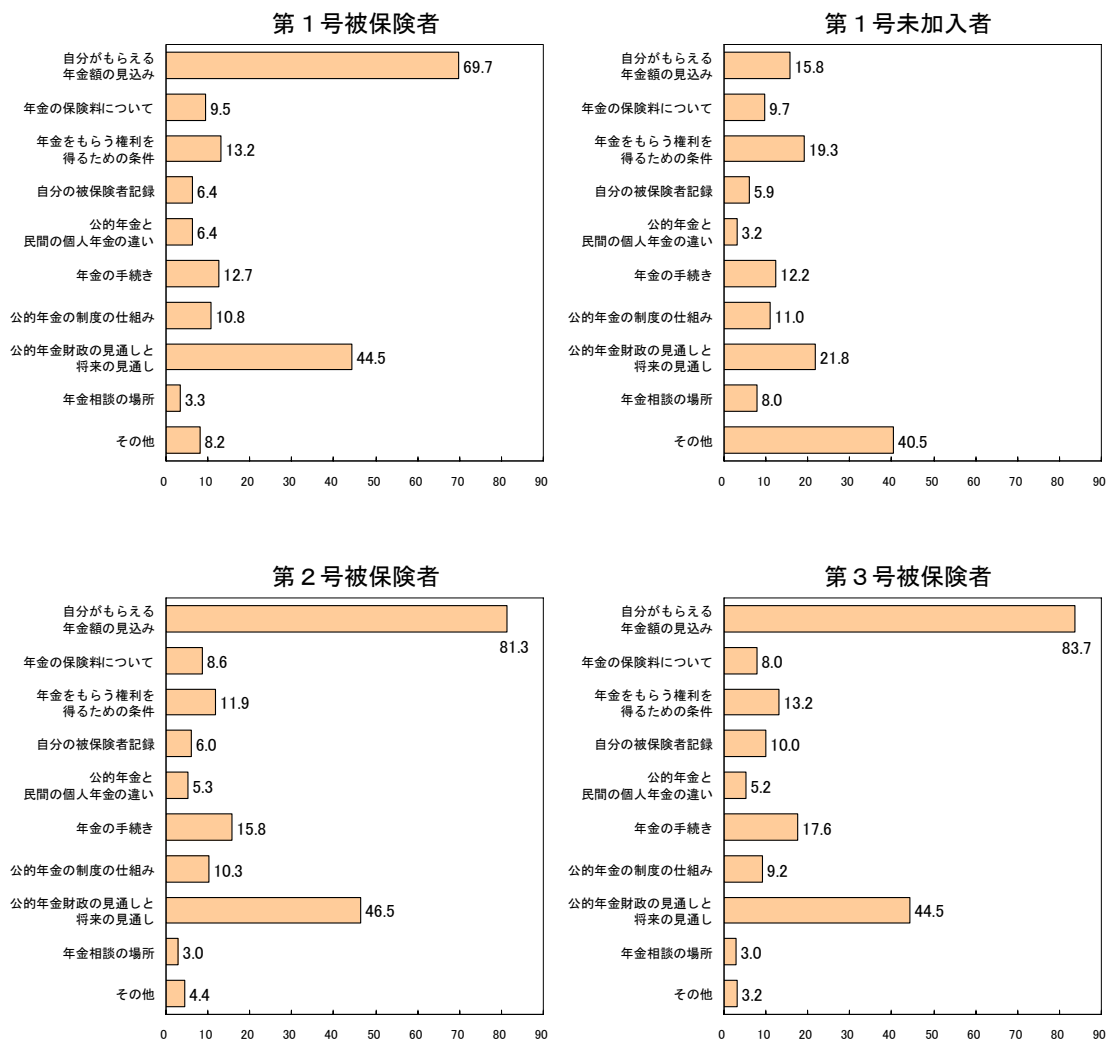 第１号被保険者
自分がもらえる
年金額の見込み
69.7
年金の保険料について
9.5
年金をもらう権利を
得るための条件
13.2
自分の被保険者記録
6.4
公的年金と
民間の個人年金の違い
6.4
年金の手続き
12.7
公的年金の制度の仕組み
10.8
公的年金財政の見通しと
将来の見通し
44.5
年金相談の場所
3.3
その他
8.2
0 10 20 30 40 50 60 70 80 90
第１号未加入者
自分がもらえる
年金額の見込み
15.8
年金の保険料について
9.7
年金をもらう権利を
得るための条件
19.3
自分の被保険者記録
5.9
公的年金と
民間の個人年金の違い
3.2
年金の手続き
12.2
公的年金の制度の仕組み
11.0
公的年金財政の見通しと
将来の見通し
21.8
年金相談の場所
8.0
その他
40.5
0 10 20 30 40 50 60 70 80 90
第２号被保険者
自分がもらえる
年金額の見込み
81.3
年金の保険料について
8.6
年金をもらう権利を
得るための条件
11.9
自分の被保険者記録
6.0
公的年金と
民間の個人年金の違い
5.3
年金の手続き
15.8
公的年金の制度の仕組み
10.3
公的年金財政の見通しと
将来の見通し
46.5
年金相談の場所
3.0
その他
4.4
0 10 20 30 40 50 60 70 80 90
第３号被保険者
自分がもらえる
年金額の見込み
83.7
年金の保険料について
8.0
年金をもらう権利を
得るための条件
13.2
自分の被保険者記録
10.0
公的年金と
民間の個人年金の違い
5.2
年金の手続き
17.6
公的年金の制度の仕組み
9.2
公的年金財政の見通しと
将来の見通し
44.5
年金相談の場所
3.0
その他
3.2
0 10 20 30 40 50 60 70 80 90